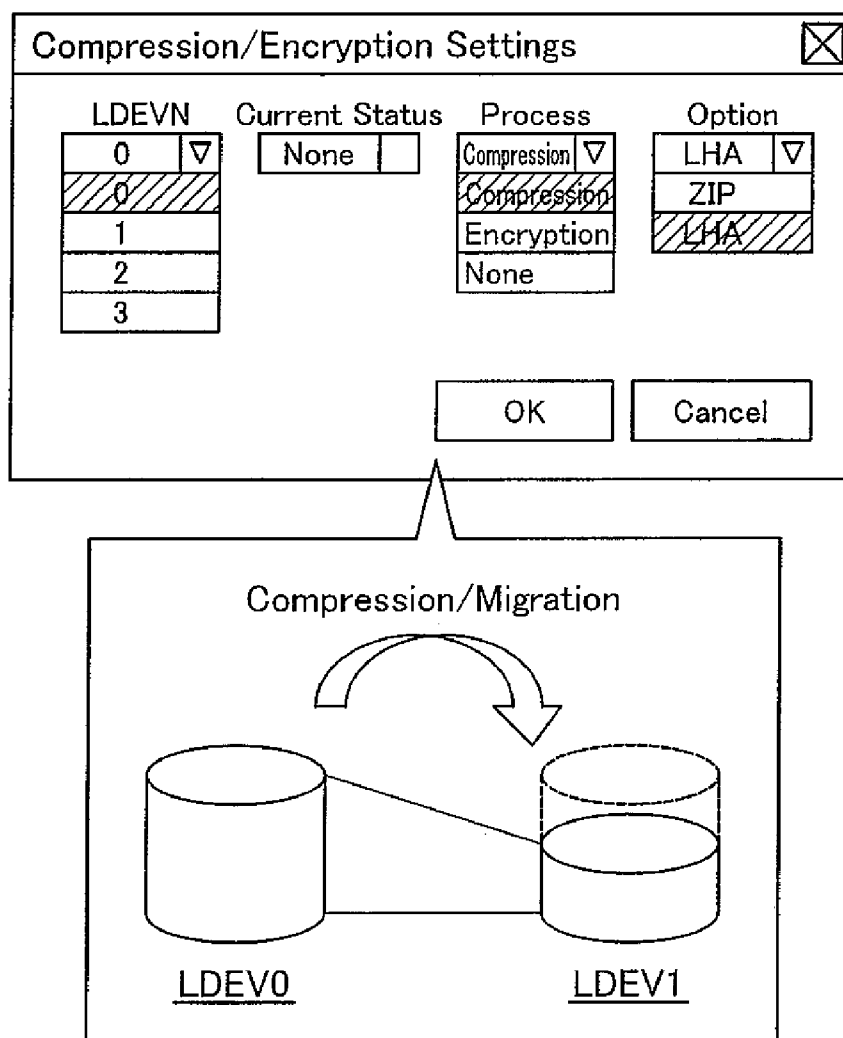 Compression/Encryption Settings
LDEVN Current Status Process Option
0 None Compression LHA
0 Compression ZIP
1 Encryption LHA
2 None
3
OK Cancel
Compression/Migration
LDEV0 LDEV1